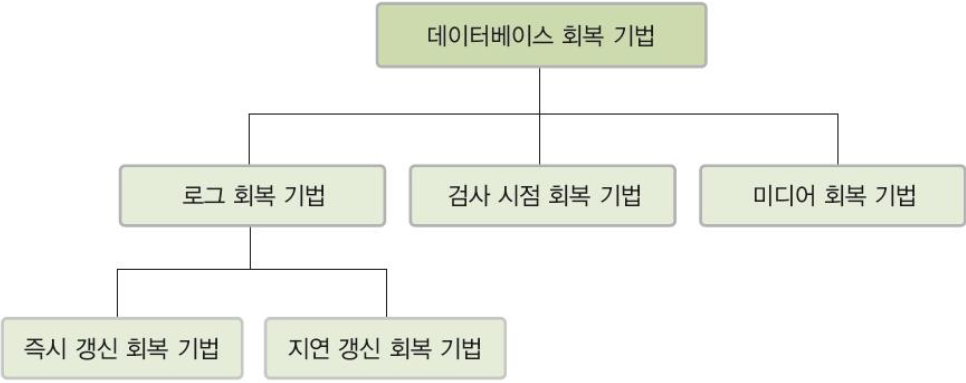 데이터베이스 회복 기법
로그 회복 기법
검사 시점 회복 기법
미디어 회복 기법
즉시 갱신 회복 기법
지연 갱신 회복 기법